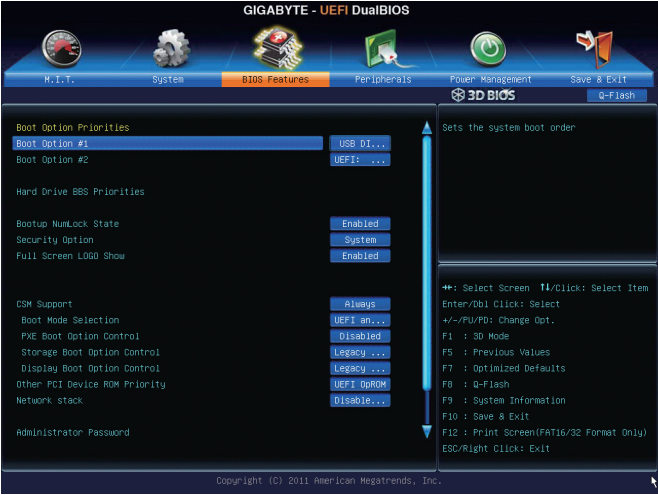 GIGABYTE - UEFI DualBIOS
M.I.T. System BIOS Features Peripherals Power Management Save & Exit
3D BIOS Q-Flash
Boot Option Priorities
Boot Option #1 USB DI...
Boot Option #2 UEFI: ...
Hard Drive BBS Priorities
Bootup NumLock State Enabled
Security Option System
Full Screen LOGO Show Enabled
CSM Support Always
Boot Mode Selection UEFI an...
PXE Boot Option Control Disabled
Storage Boot Option Control Legacy ...
Display Boot Option Control Legacy ...
Other PCI Device ROM Priority UEFI OpROM
Network stack Disable...
Administrator Password
Sets the system boot order
→←: Select Screen ↑↓/Click: Select Item
Enter/Dbl Click: Select
+/-/PU/PD: Change Opt.
F1 : 3D Mode
F5 : Previous Values
F7 : Optimized Defaults
F8 : Q-Flash
F9 : System Information
F10 : Save & Exit
F12 : Print Screen(FAT16/32 Format Only)
ESC/Right Click: Exit
Copyright (C) 2011 American Megatrends, Inc.